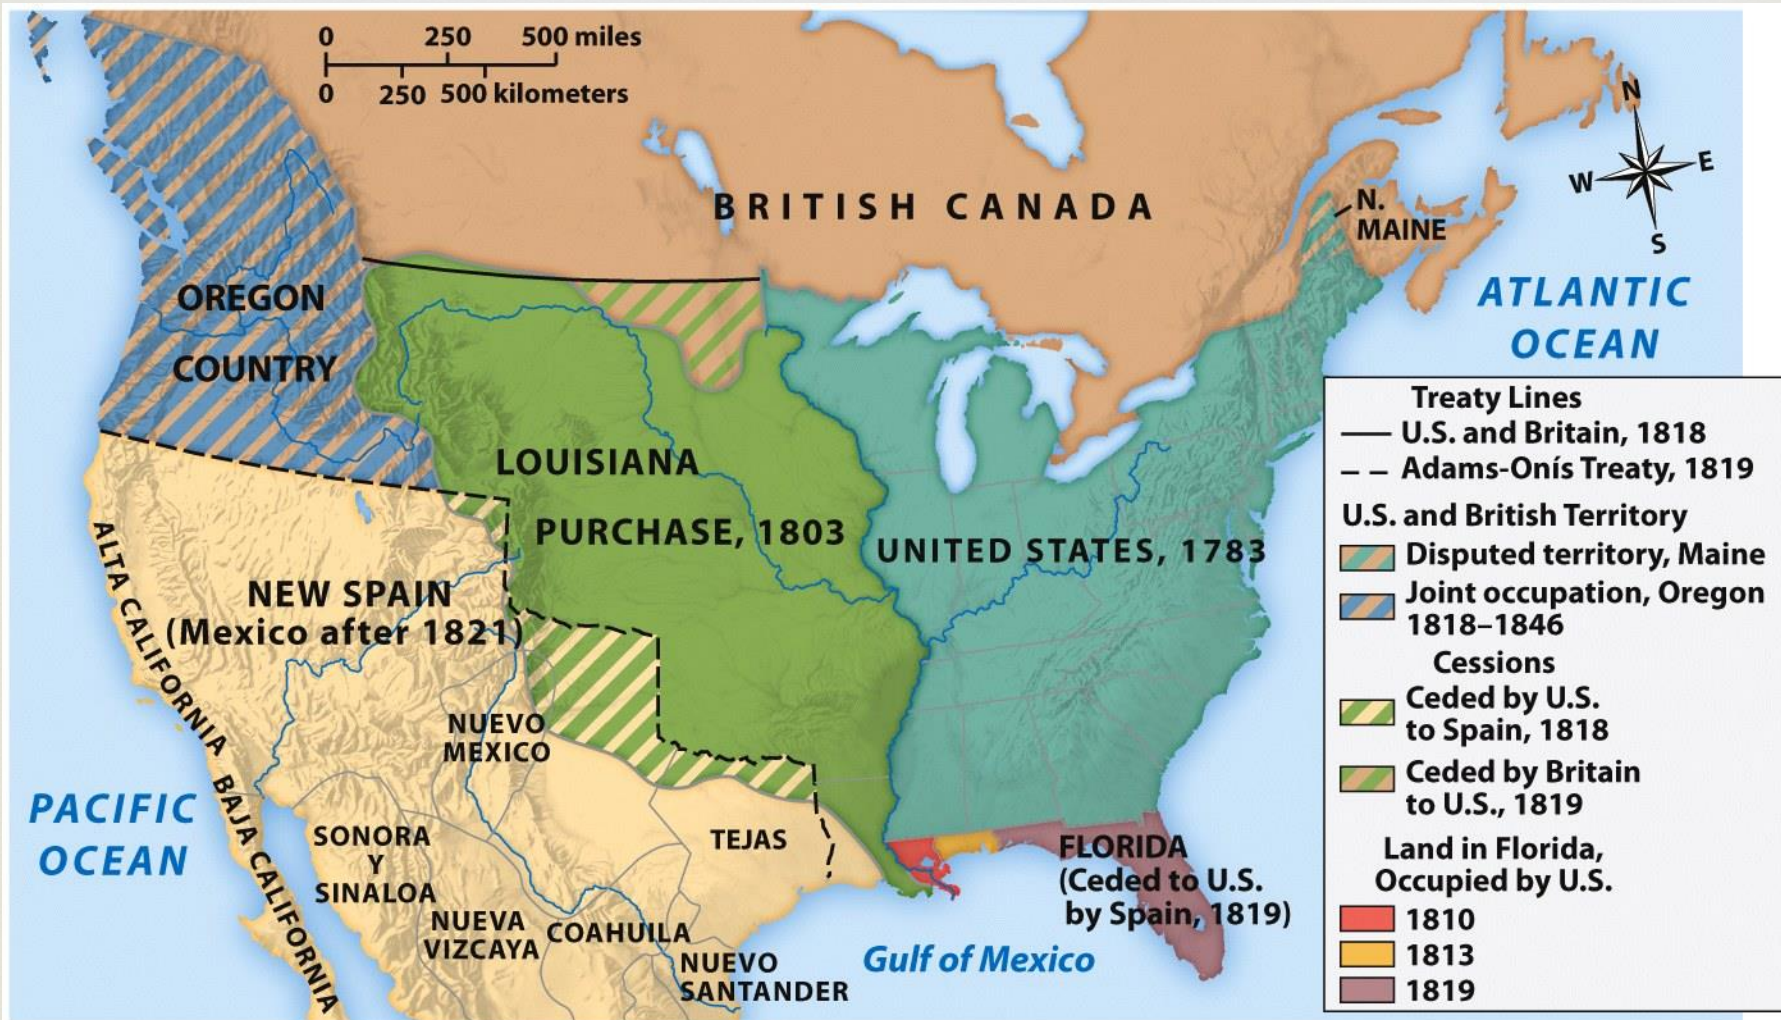 0 250 500 miles
0 250 500 kilometers
N
W E
S
BRITISH CANADA
N.
MAINE
ATLANTIC
OCEAN
OREGON
COUNTRY
LOUISIANA
PURCHASE, 1803
UNITED STATES, 1783
NEW SPAIN
(Mexico after 1821)
ALTA CALIFORNIA
BAJA CALIFORNIA
NUEVO
MEXICO
PACIFIC
OCEAN
SONORA
Y
SINALOA
TEJAS
NUEVA
VIZCAYA
COAHUILA
NUEVO
SANTANDER
FLORIDA
(Ceded to U.S.
by Spain, 1819)
Gulf of Mexico
Treaty Lines
U.S. and Britain, 1818
Adams-Onís Treaty, 1819
U.S. and British Territory
Disputed territory, Maine
Joint occupation, Oregon
1818–1846
Cessions
Ceded by U.S.
to Spain, 1818
Ceded by Britain
to U.S., 1819
Land in Florida,
Occupied by U.S.
1810
1813
1819